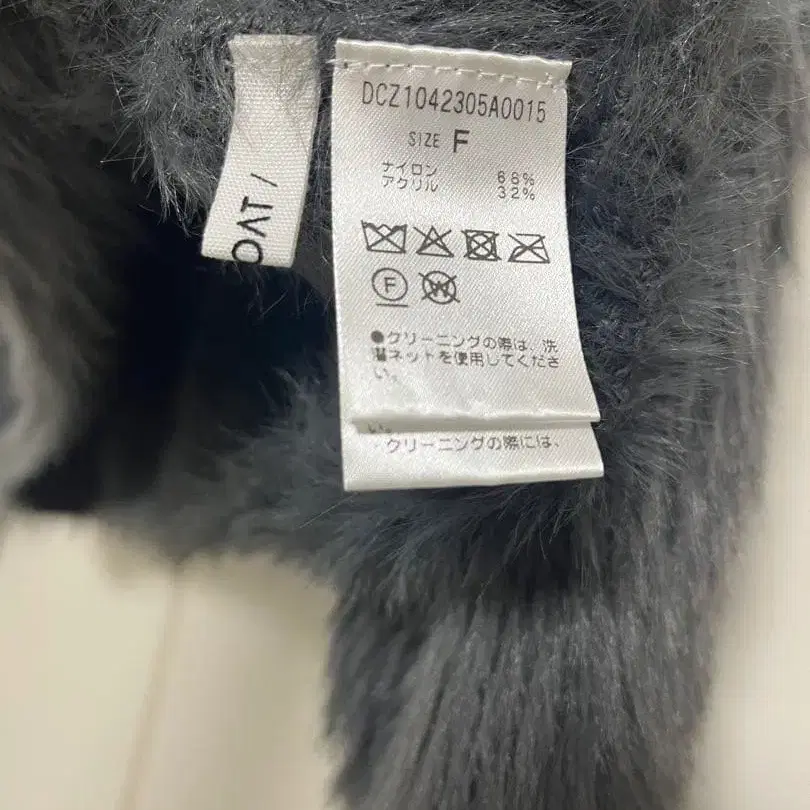 OAT /
DCZ1042305A0015
SIZE F
ナイロン 68%
アクリル 32%
F W
●クリーニングの際は、洗
濯ネットを使用してくださ
い。
クリーニングの際には、